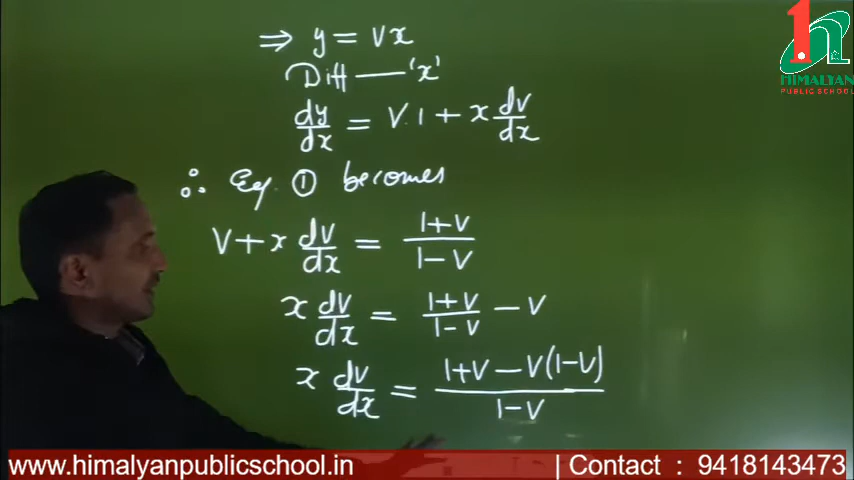 ⇒ y = vx
Diff — 'x'
dy/dx = V.1 + x dv/dx
∴ Eq. ① becomes
V + x dv/dx = 1+V / 1-V
x dv/dx = 1+V / 1-V - V
x dv/dx = 1+V - V(1-V) / 1-V
1h
HIMALYAN
PUBLIC SCHOOL
www.himalyanpublicschool.in | Contact : 9418143473